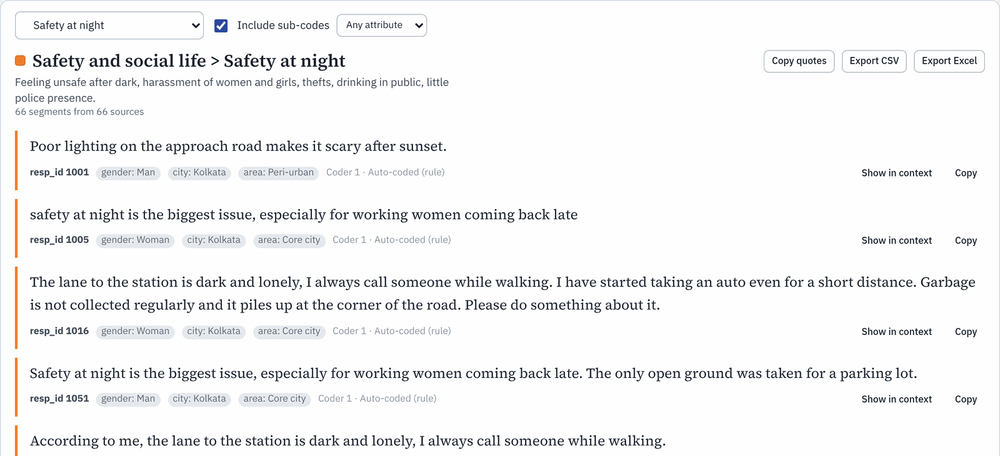 Safety at night
Include sub-codes
Any attribute
Safety and social life > Safety at night
Copy quotes
Export CSV
Export Excel
Feeling unsafe after dark, harassment of women and girls, thefts, drinking in public, little
police presence.
66 segments from 66 sources
Poor lighting on the approach road makes it scary after sunset.
resp_id 1001 gender: Man city: Kolkata area: Peri-urban Coder 1 · Auto-coded (rule) Show in context Copy
safety at night is the biggest issue, especially for working women coming back late
resp_id 1005 gender: Woman city: Kolkata area: Core city Coder 1 · Auto-coded (rule) Show in context Copy
The lane to the station is dark and lonely, I always call someone while walking. I have started taking an auto even for a short distance. Garbage
is not collected regularly and it piles up at the corner of the road. Please do something about it.
resp_id 1016 gender: Woman city: Kolkata area: Core city Coder 1 · Auto-coded (rule) Show in context Copy
Safety at night is the biggest issue, especially for working women coming back late. The only open ground was taken for a parking lot.
resp_id 1051 gender: Man city: Kolkata area: Core city Coder 1 · Auto-coded (rule) Show in context Copy
According to me, the lane to the station is dark and lonely, I always call someone while walking.